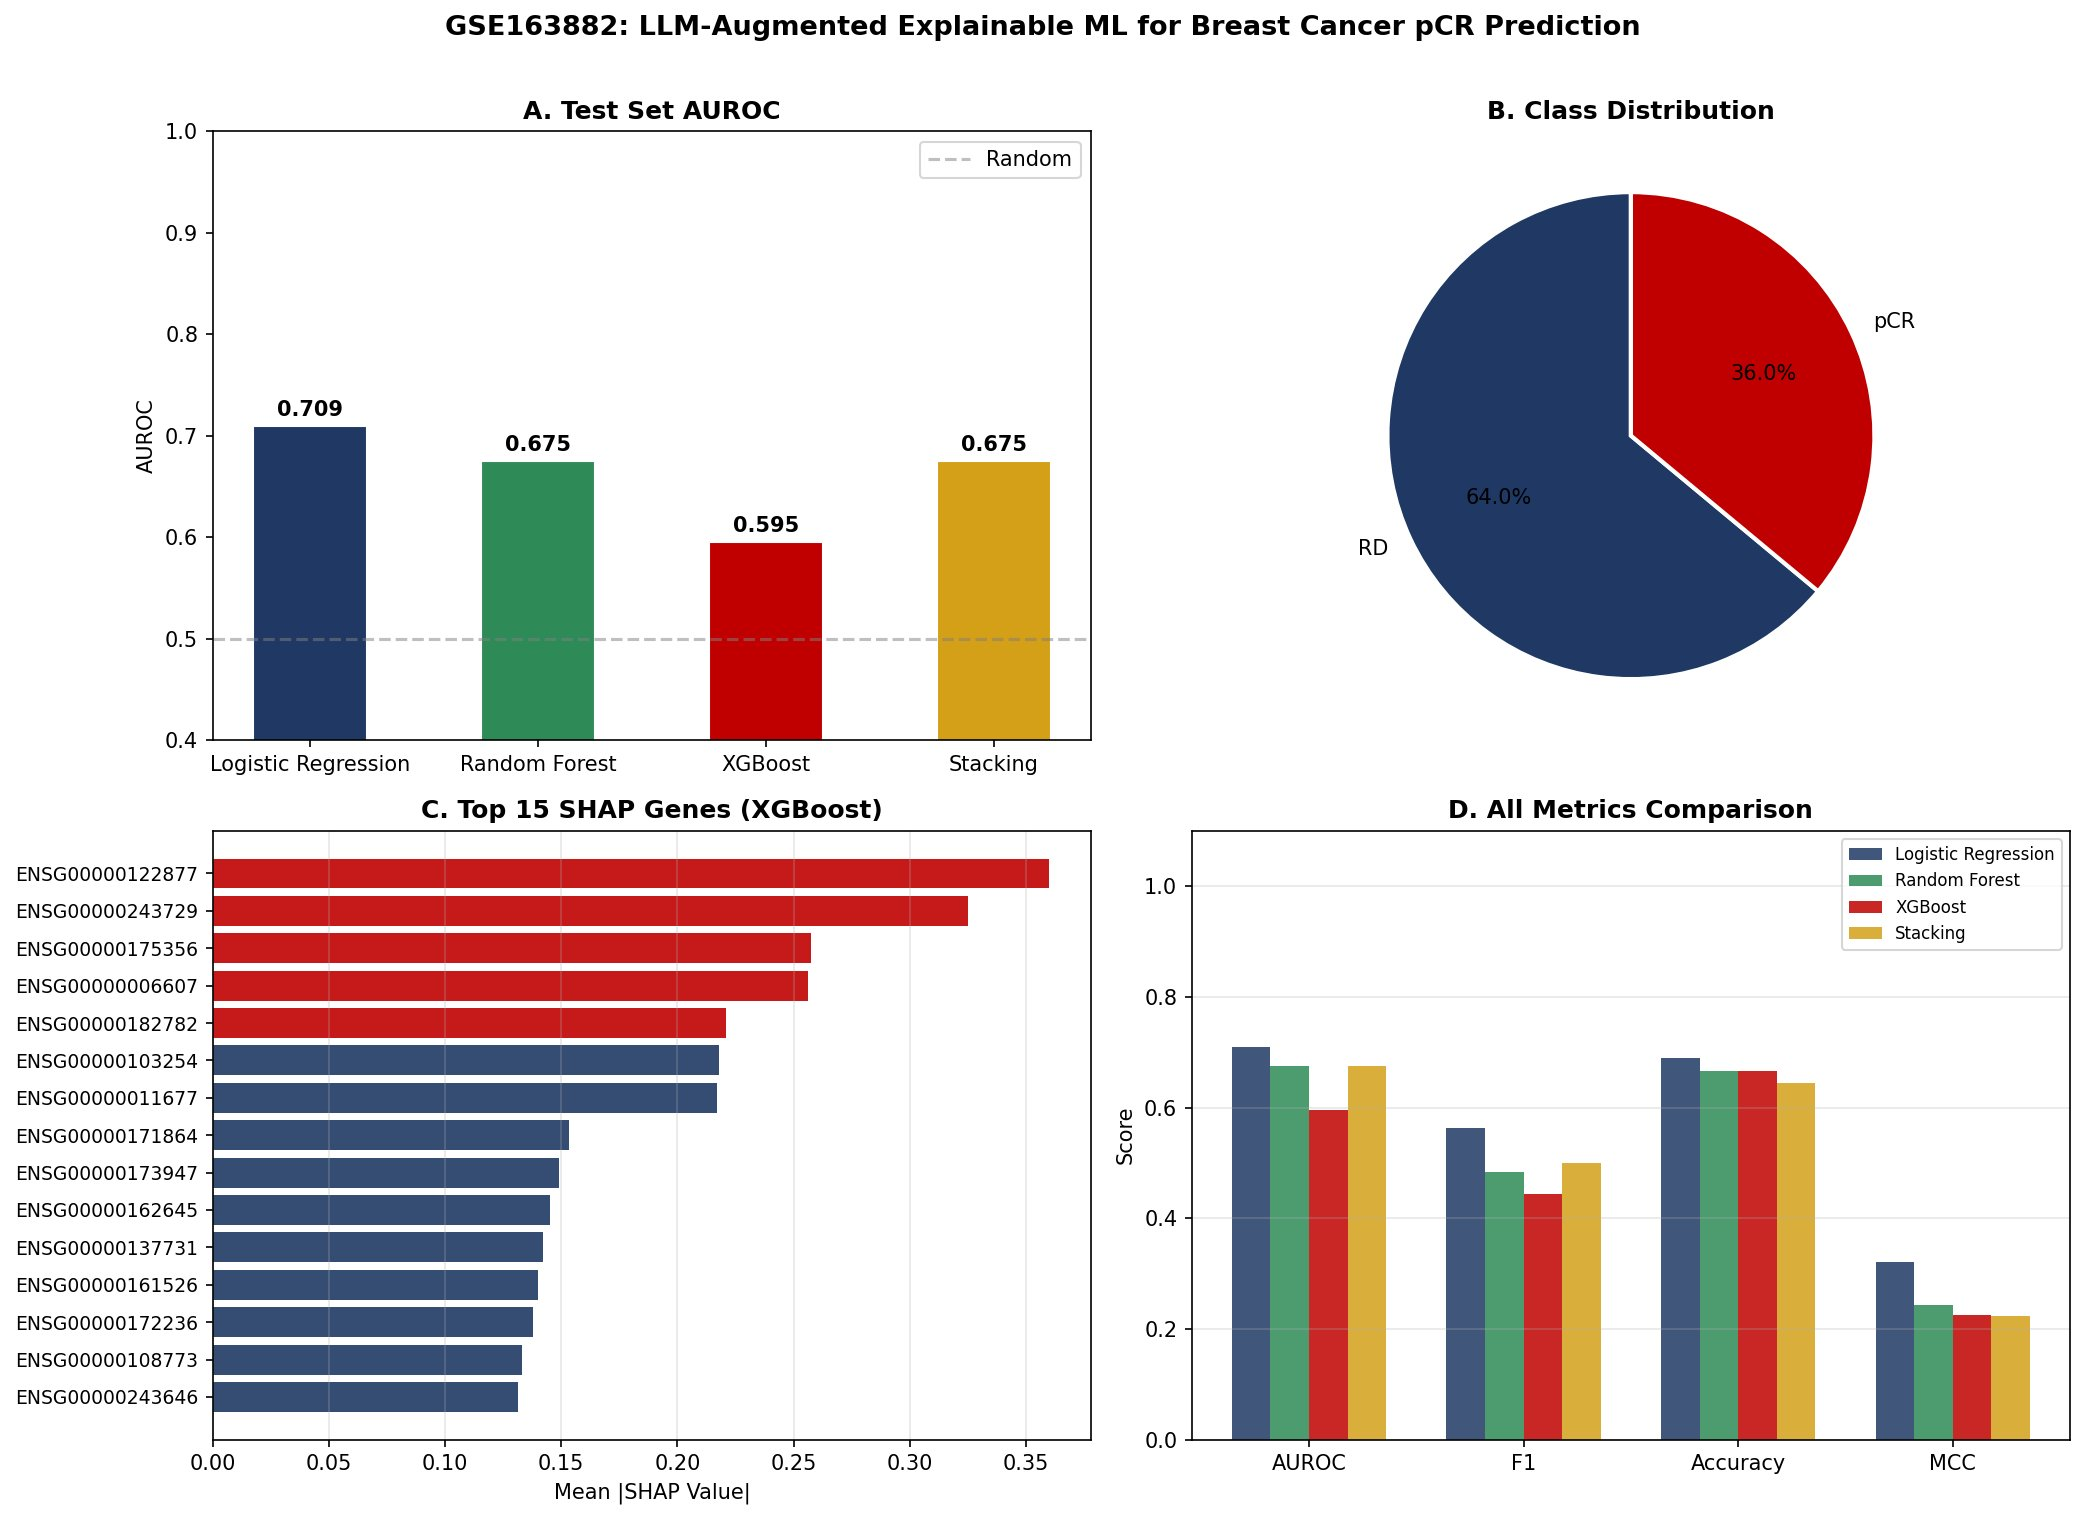 GSE163882: LLM-Augmented Explainable ML for Breast Cancer pCR Prediction
A. Test Set AUROC
AUROC
1.0
0.9
0.8
0.7
0.6
0.5
0.4
Random
0.709
0.675
0.595
0.675
Logistic Regression
Random Forest
XGBoost
Stacking
B. Class Distribution
pCR
36.0%
64.0%
RD
C. Top 15 SHAP Genes (XGBoost)
ENSG00000122877
ENSG00000243729
ENSG00000175356
ENSG00000006607
ENSG00000182782
ENSG00000103254
ENSG00000011677
ENSG00000171864
ENSG00000173947
ENSG00000162645
ENSG00000137731
ENSG00000161526
ENSG00000172236
ENSG00000108773
ENSG00000243646
0.00
0.05
0.10
0.15
0.20
0.25
0.30
0.35
Mean |SHAP Value|
D. All Metrics Comparison
Score
1.0
0.8
0.6
0.4
0.2
0.0
Logistic Regression
Random Forest
XGBoost
Stacking
AUROC
F1
Accuracy
MCC